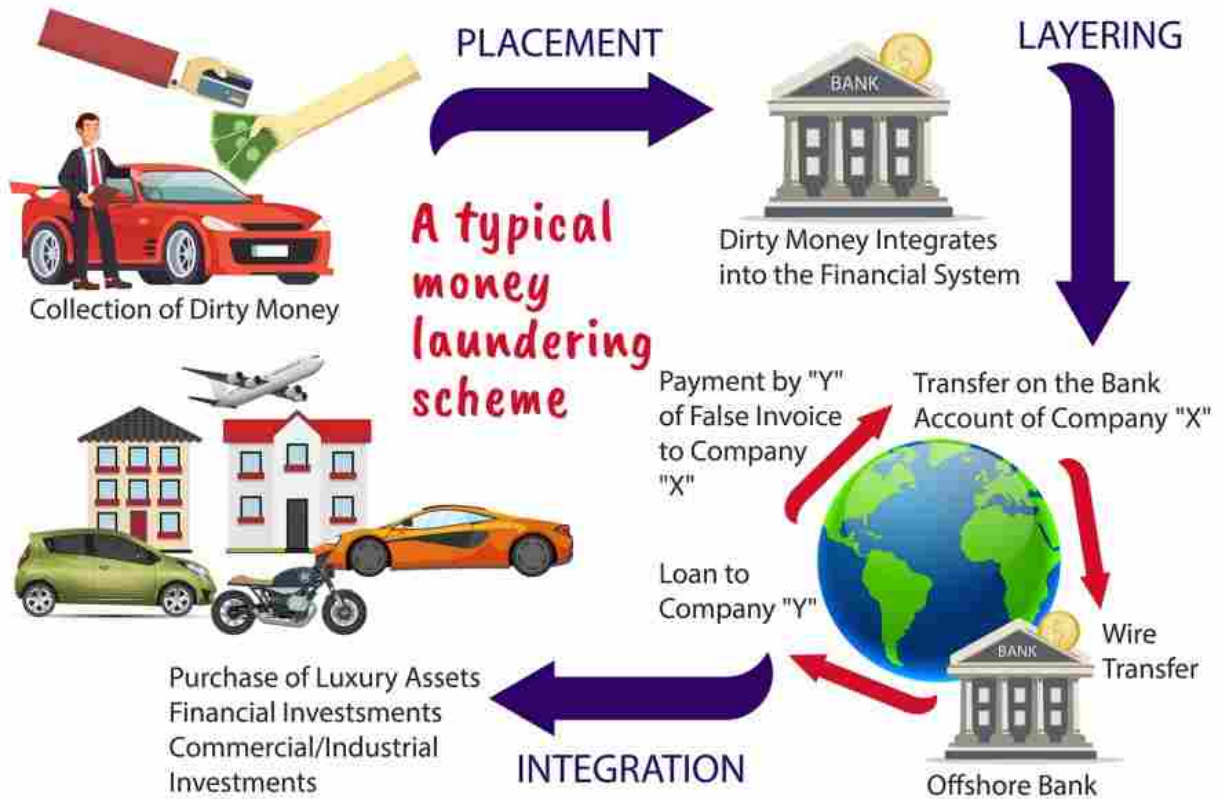 PLACEMENT
LAYERING
BANK
Collection of Dirty Money
A typical
money
laundering
scheme
Dirty Money Integrates
into the Financial System
Payment by "Y"
of False Invoice
to Company
"X"
Transfer on the Bank
Account of Company "X"
Loan to
Company "Y"
BANK
Wire
Transfer
Offshore Bank
Purchase of Luxury Assets
Financial Investsments
Commercial/Industrial
Investments
INTEGRATION